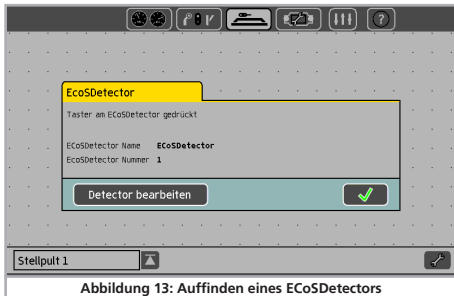 ?
EcoSDetector
Taster am ECoSDetector gedrückt
ECoSDetector Name ECoSDetector
EcoSDetector Nummer 1
Detector bearbeiten
Stellpult 1
Abbildung 13: Auffinden eines ECoSDetectors